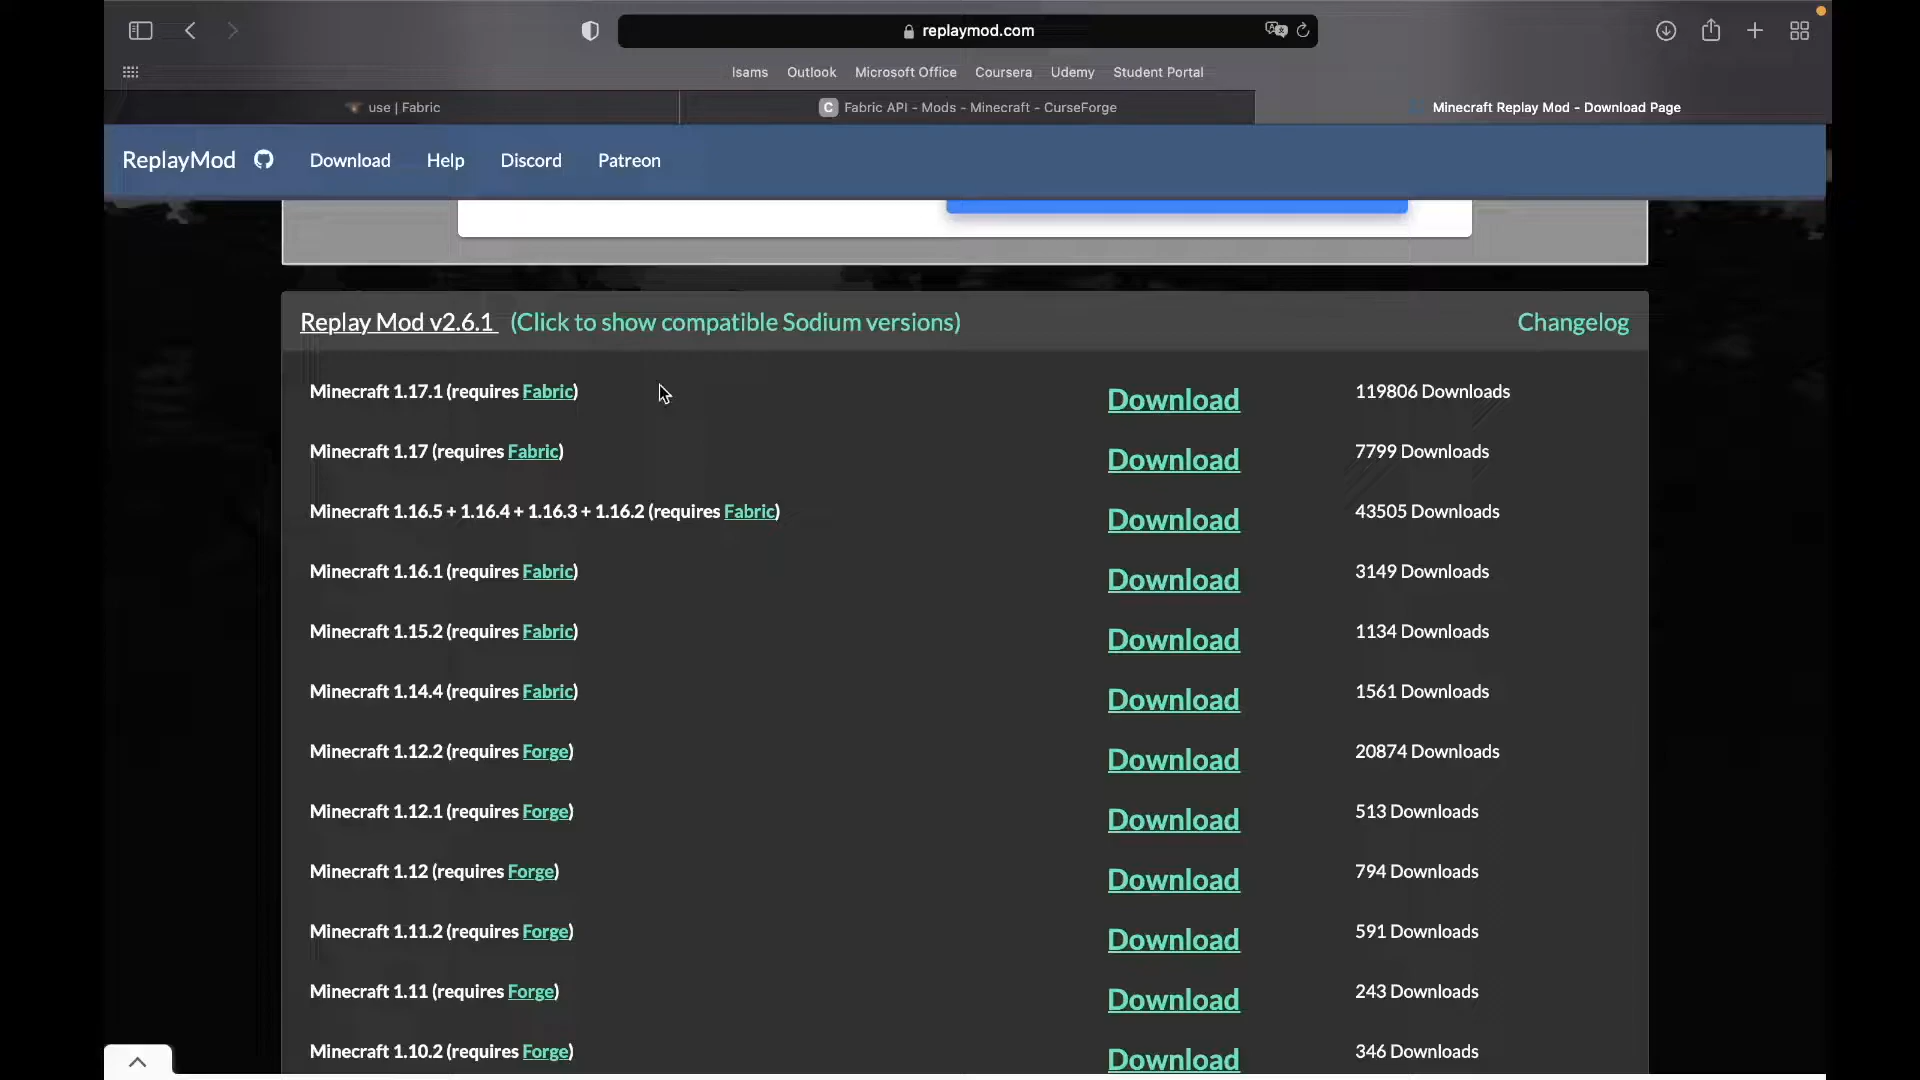 replaymod.com
Isams Outlook Microsoft Office Coursera Udemy Student Portal
use | Fabric
C Fabric API - Mods - Minecraft - CurseForge
Minecraft Replay Mod - Download Page
ReplayMod Download Help Discord Patreon
Replay Mod v2.6.1 (Click to show compatible Sodium versions) Changelog
Minecraft 1.17.1 (requires Fabric) Download 119806 Downloads
Minecraft 1.17 (requires Fabric) Download 7799 Downloads
Minecraft 1.16.5 + 1.16.4 + 1.16.3 + 1.16.2 (requires Fabric) Download 43505 Downloads
Minecraft 1.16.1 (requires Fabric) Download 3149 Downloads
Minecraft 1.15.2 (requires Fabric) Download 1134 Downloads
Minecraft 1.14.4 (requires Fabric) Download 1561 Downloads
Minecraft 1.12.2 (requires Forge) Download 20874 Downloads
Minecraft 1.12.1 (requires Forge) Download 513 Downloads
Minecraft 1.12 (requires Forge) Download 794 Downloads
Minecraft 1.11.2 (requires Forge) Download 591 Downloads
Minecraft 1.11 (requires Forge) Download 243 Downloads
Minecraft 1.10.2 (requires Forge) Download 346 Downloads